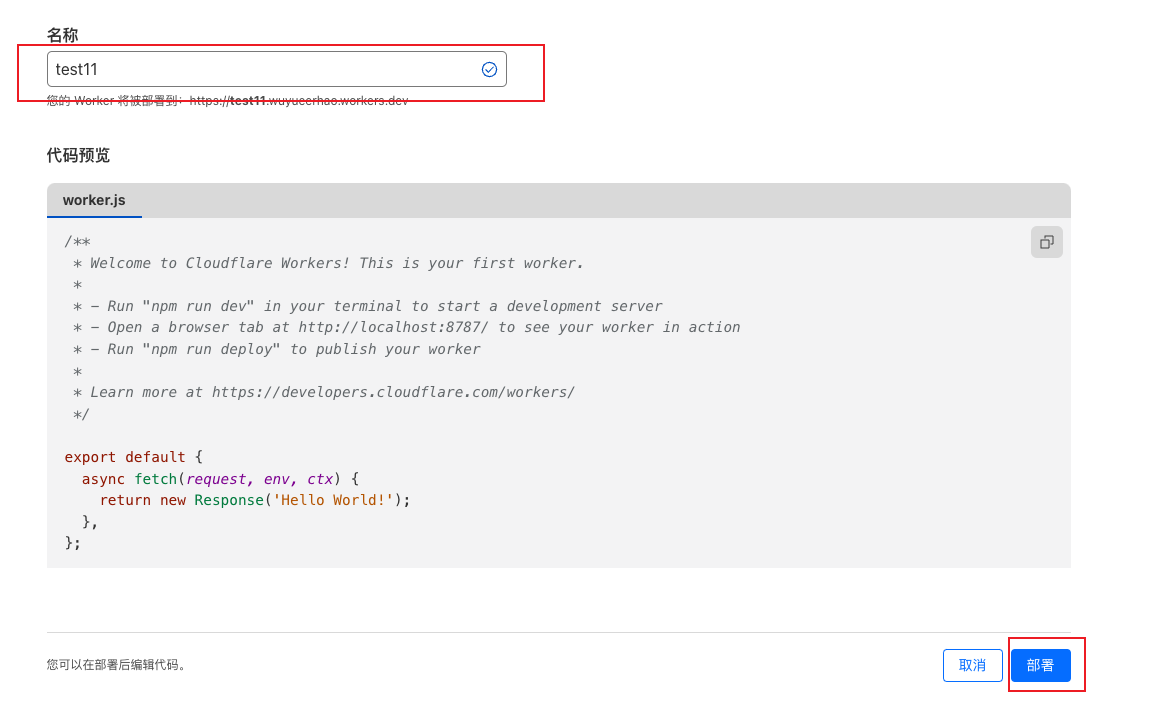 名称
test11
您的 Worker 将被部署到：https://test11.wuyueerhao.workers.dev
代码预览
worker.js
/**
 * Welcome to Cloudflare Workers! This is your first worker.
 *
 * - Run "npm run dev" in your terminal to start a development server
 * - Open a browser tab at http://localhost:8787/ to see your worker in action
 * - Run "npm run deploy" to publish your worker
 *
 * Learn more at https://developers.cloudflare.com/workers/
 */
export default {
  async fetch(request, env, ctx) {
    return new Response('Hello World!');
  },
};
您可以在部署后编辑代码。
取消
部署